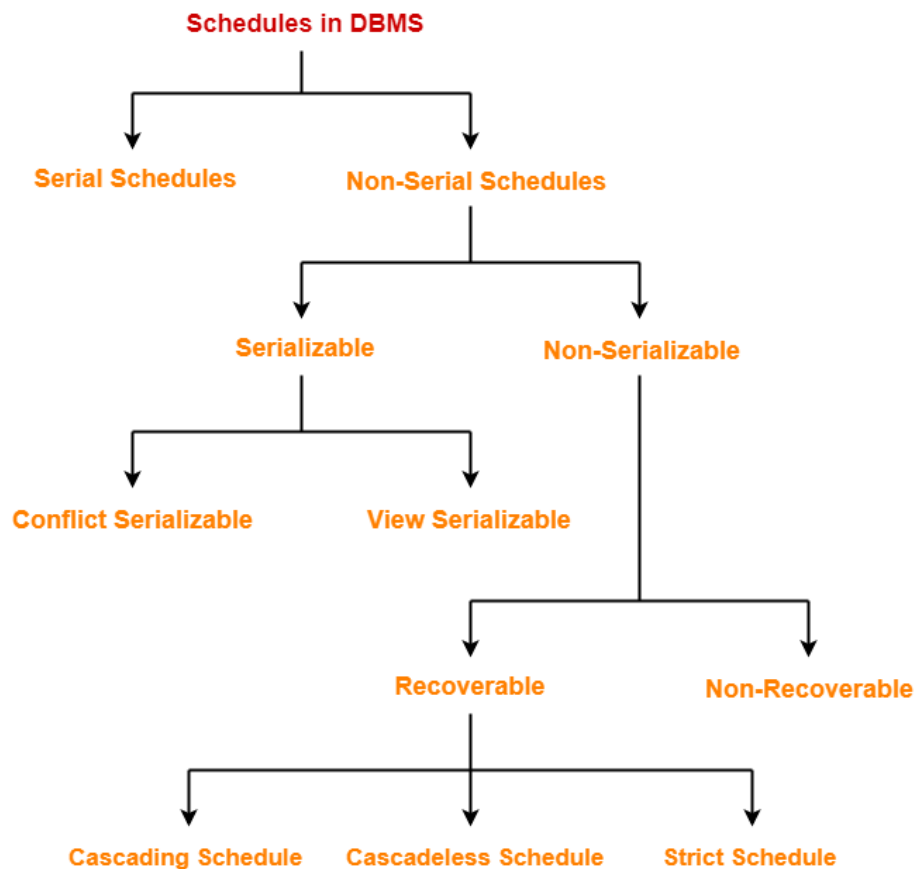 Schedules in DBMS
Serial Schedules
Non-Serial Schedules
Serializable
Non-Serializable
Conflict Serializable
View Serializable
Recoverable
Non-Recoverable
Cascading Schedule
Cascadeless Schedule
Strict Schedule